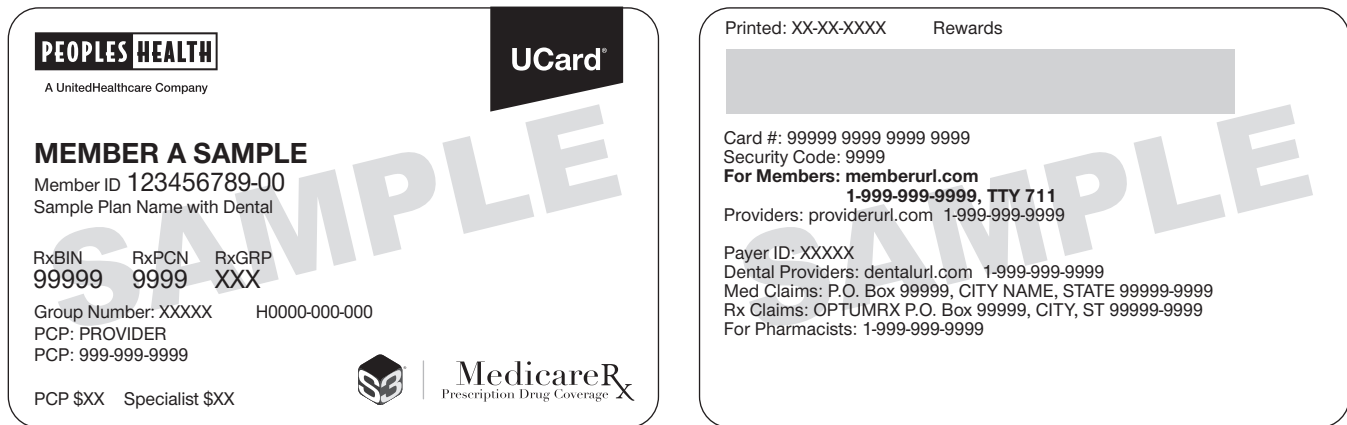 PEOPLES HEALTH
A UnitedHealthcare Company
UCard®
MEMBER A SAMPLE
Member ID 123456789-00
Sample Plan Name with Dental
RxBIN RxPCN RxGRP
99999 9999 XXX
Group Number: XXXXX H0000-000-000
PCP: PROVIDER
PCP: 999-999-9999
PCP $XX Specialist $XX
S3
MedicareRx
Prescription Drug Coverage
SAMPLE
Printed: XX-XX-XXXX Rewards
Card #: 99999 9999 9999 9999
Security Code: 9999
For Members: memberurl.com
1-999-999-9999, TTY 711
Providers: providerurl.com 1-999-999-9999
Payer ID: XXXXX
Dental Providers: dentalurl.com 1-999-999-9999
Med Claims: P.O. Box 99999, CITY NAME, STATE 99999-9999
Rx Claims: OPTUMRX P.O. Box 99999, CITY, ST 99999-9999
For Pharmacists: 1-999-999-9999
SAMPLE